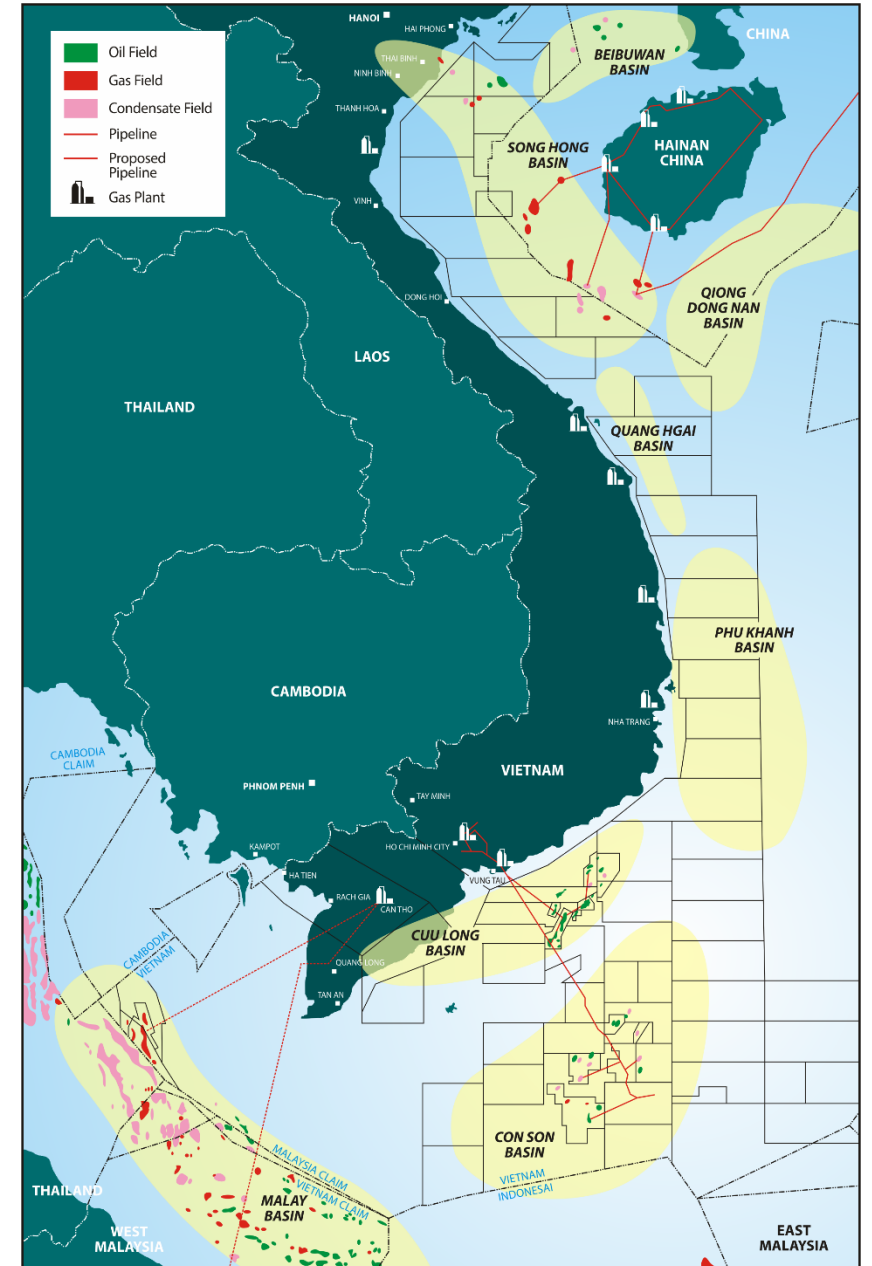 HANOI
HAI PHONG
CHINA
Oil Field
Gas Field
Condensate Field
Pipeline
Proposed
Pipeline
Gas Plant
THAI BINH
NINH BINH
THANH HOA
VINH
DONG HOI
BEIBUWAN
BASIN
SONG HONG
BASIN
HAINAN
CHINA
QIONG
DONG NAN
BASIN
LAOS
THAILAND
QUANG HGAI
BASIN
PHU KHANH
BASIN
CAMBODIA
NHA TRANG
CAMBODIA
CLAIM
VIETNAM
PHNOM PENH
TAY MINH
KAMPOT
HO CHI MINH CITY
HA TIEN
VUNG TAU
RACH GIA
CAN THO
CUU LONG
BASIN
CAMBODIA
VIETNAM
QUANG LONG
TAN AN
CON SON
BASIN
MALAYSIA CLAIM
VIETNAM CLAIM
VIETNAM
INDONESAI
THAILAND
MALAY
BASIN
WEST
MALAYSIA
EAST
MALAYSIA